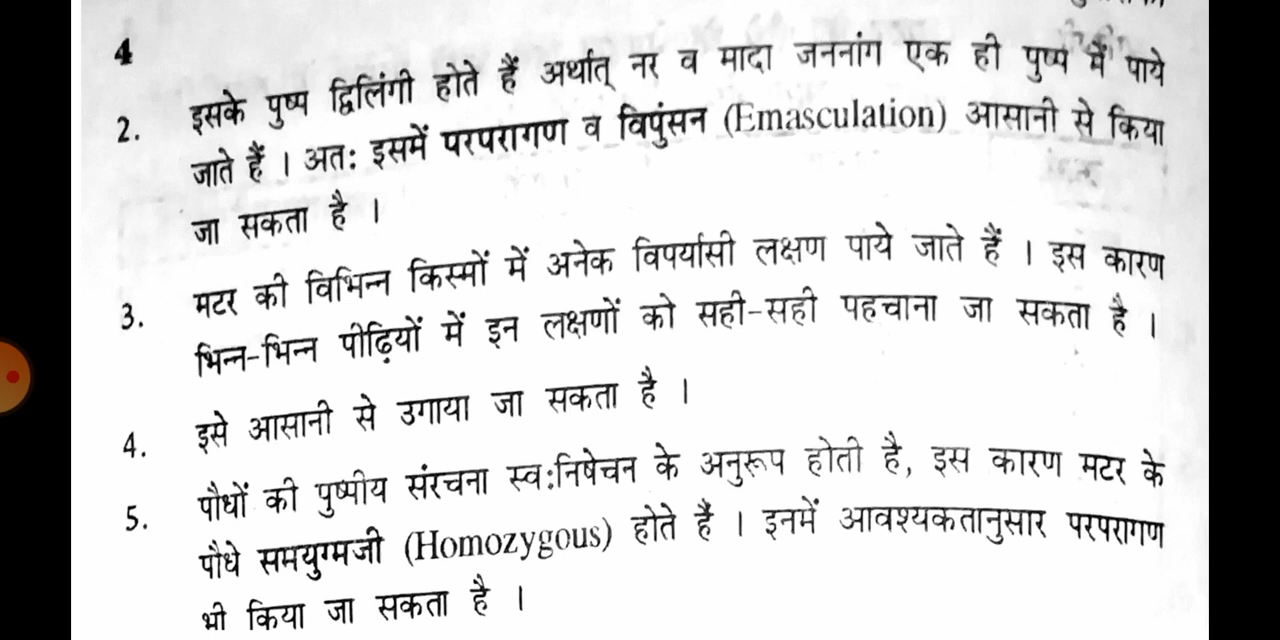 4
2. इसके पुष्प द्विलिंगी होते हैं अर्थात् नर व मादा जननांग एक ही पुष्प में पाये
जाते हैं । अतः इसमें परपरागण व विपुंसन (Emasculation) आसानी से किया
जा सकता है ।
3. मटर की विभिन्न किस्मों में अनेक विपर्यासी लक्षण पाये जाते हैं । इस कारण
भिन्न-भिन्न पीढ़ियों में इन लक्षणों को सही-सही पहचाना जा सकता है ।
4. इसे आसानी से उगाया जा सकता है ।
5. पौधों की पुष्पीय संरचना स्व:निषेचन के अनुरूप होती है, इस कारण मटर के
पौधे समयुग्मजी (Homozygous) होते हैं । इनमें आवश्यकतानुसार परपरागण
भी किया जा सकता है ।